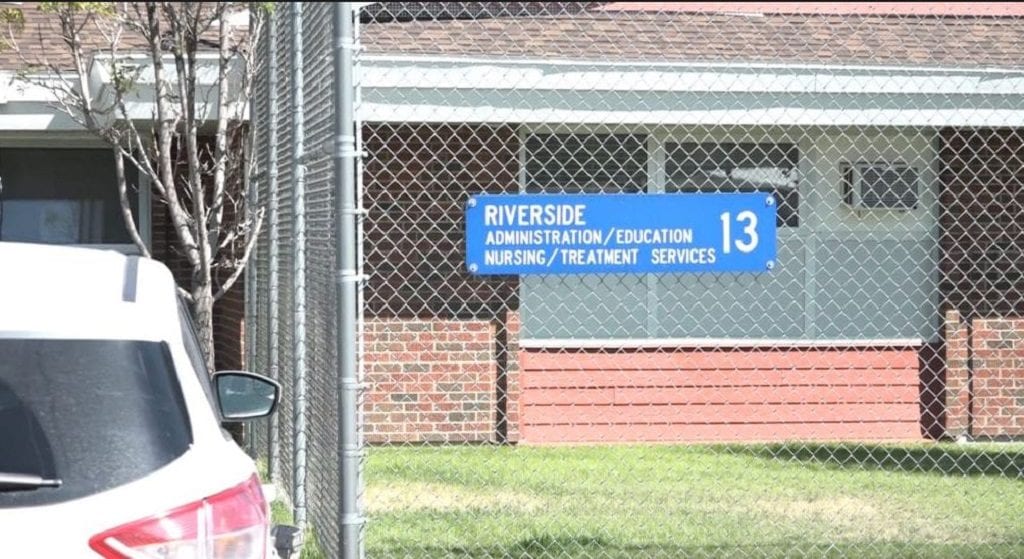 RIVERSIDE
ADMINISTRATION/EDUCATION
NURSING/TREATMENT SERVICES
13